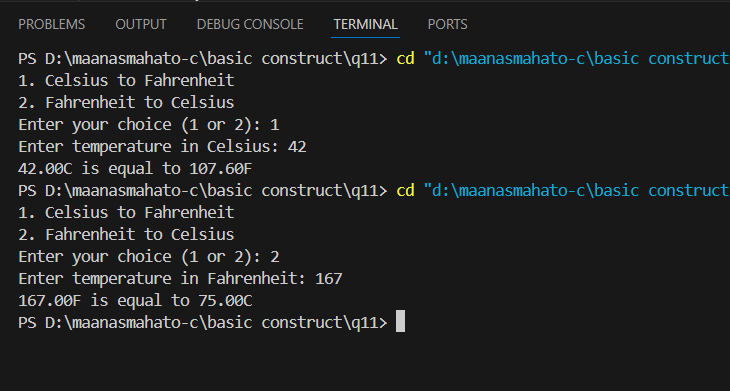 PROBLEMS OUTPUT DEBUG CONSOLE TERMINAL PORTS
PS D:\maanasmahato-c\basic construct\q11> cd "d:\maanasmahato-c\basic construct
1. Celsius to Fahrenheit
2. Fahrenheit to Celsius
Enter your choice (1 or 2): 1
Enter temperature in Celsius: 42
42.00C is equal to 107.60F
PS D:\maanasmahato-c\basic construct\q11> cd "d:\maanasmahato-c\basic construct
1. Celsius to Fahrenheit
2. Fahrenheit to Celsius
Enter your choice (1 or 2): 2
Enter temperature in Fahrenheit: 167
167.00F is equal to 75.00C
PS D:\maanasmahato-c\basic construct\q11>